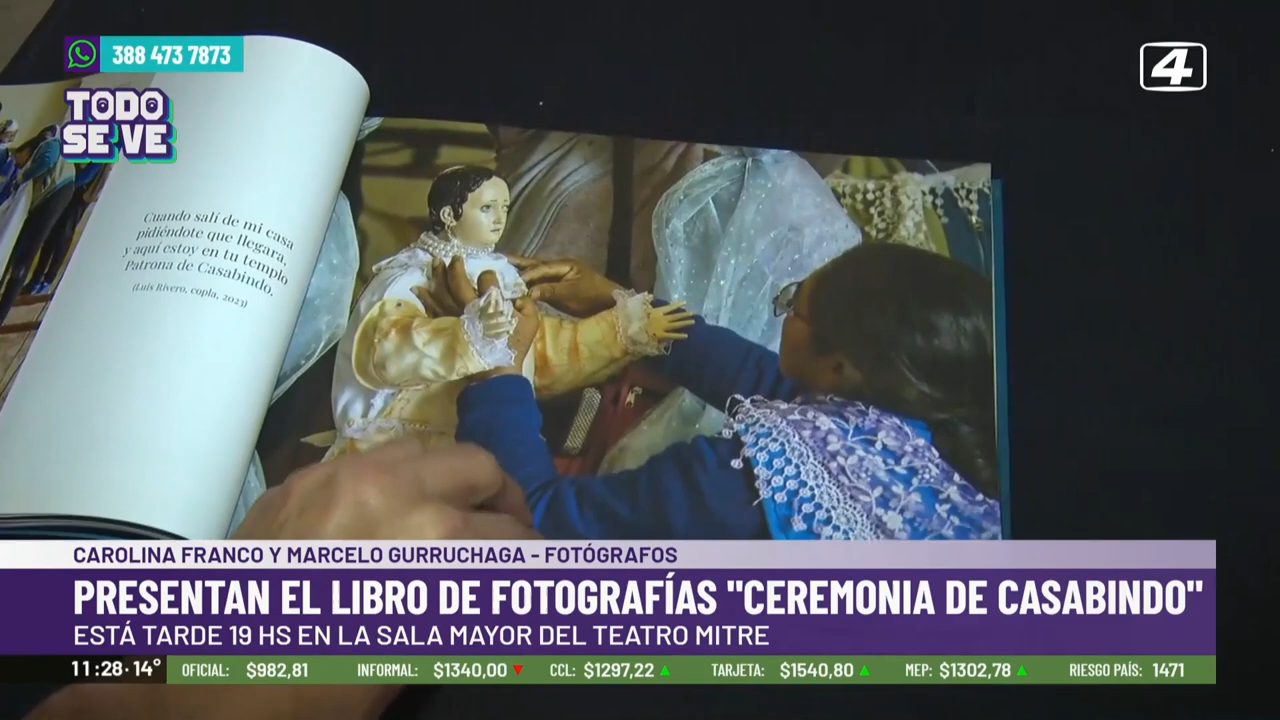 388 473 7873
4
TODO
SE VE
Cuando salí de mi casa
pidiéndote que llegara,
y aquí estoy en tu templo
Patrona de Casabindo.
(Luis Rivero, copla, 2023)
CAROLINA FRANCO Y MARCELO GURRUCHAGA - FOTÓGRAFOS
PRESENTAN EL LIBRO DE FOTOGRAFÍAS "CEREMONIA DE CASABINDO"
ESTÁ TARDE 19 HS EN LA SALA MAYOR DEL TEATRO MITRE
11:28 · 14° OFICIAL: $982,81 INFORMAL: $1340,00 CCL: $1297,22 TARJETA: $1540,80 MEP: $1302,78 RIESGO PAÍS: 1471